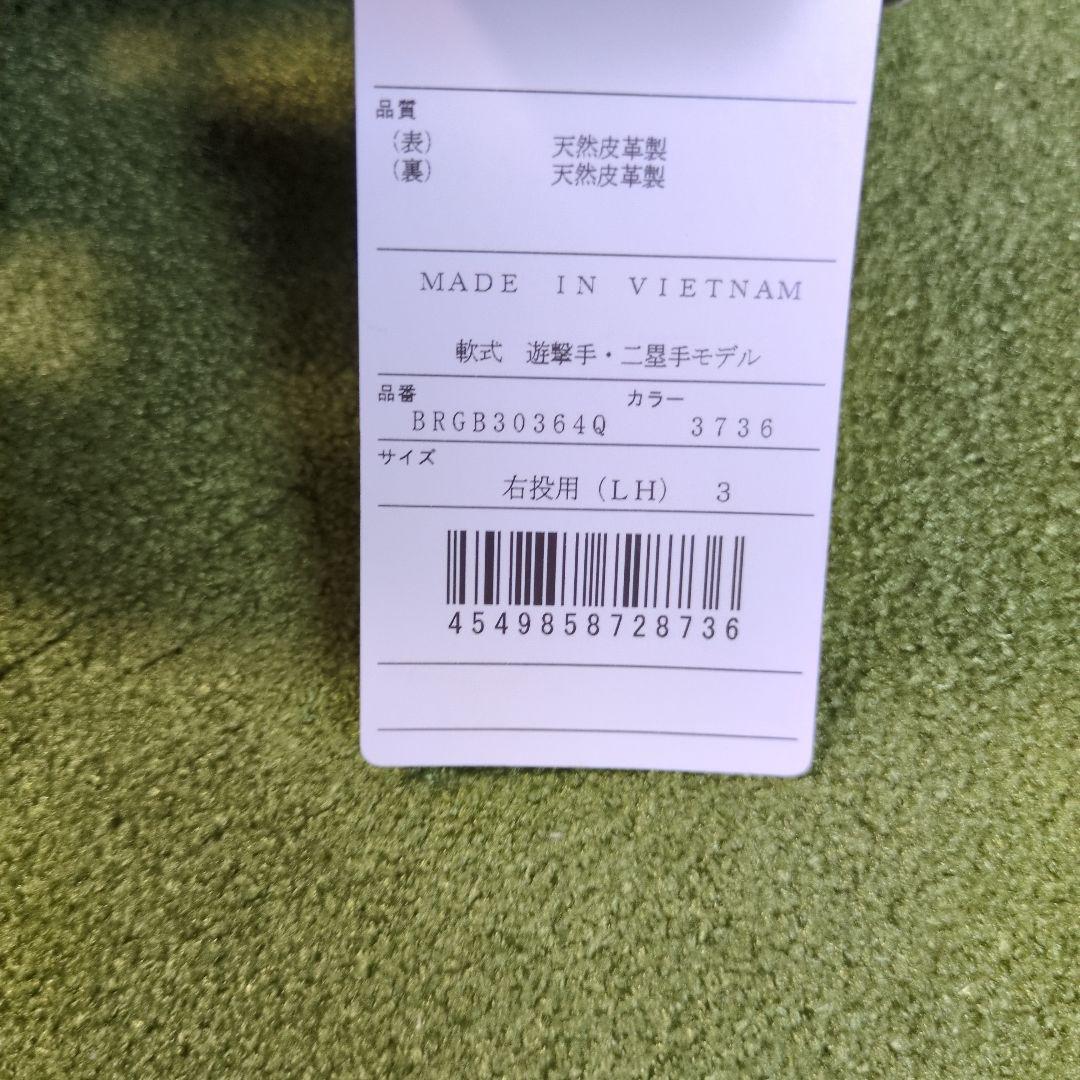 品質
（表） 天然皮革製
（裏） 天然皮革製
MADE IN VIETNAM
軟式 遊撃手・二塁手モデル
品番 カラー
BRGB30364Q 3736
サイズ
右投用（LH） 3
4549858728736